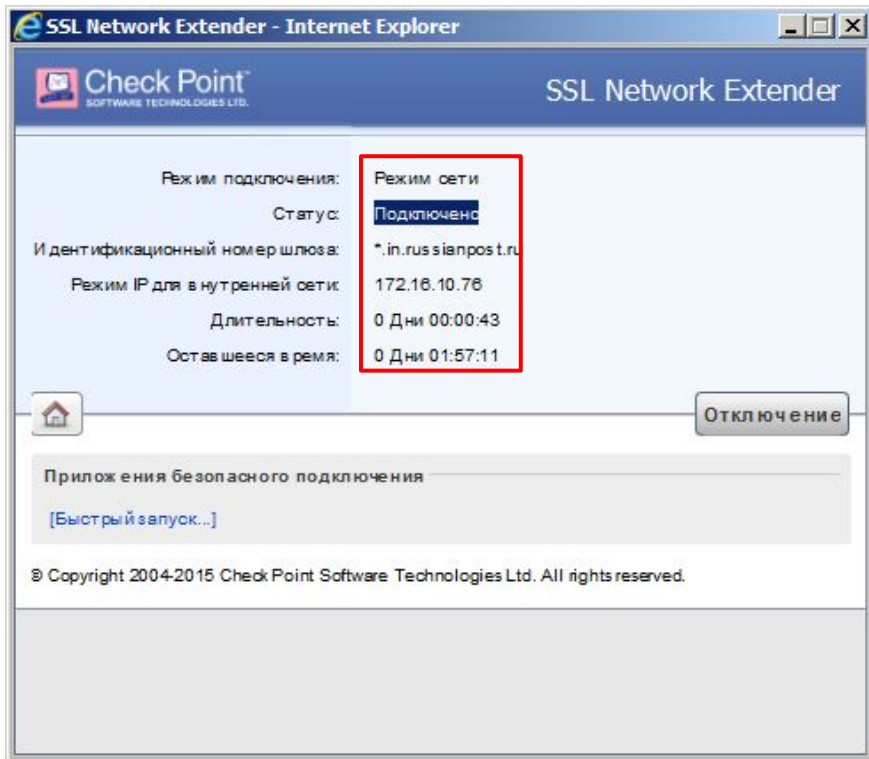 SSL Network Extender - Internet Explorer
Check Point
SOFTWARE TECHNOLOGIES LTD.
SSL Network Extender
Режим подключения: Режим сети
Статус: Подключено
Идентификационный номер шлюза: *.in.russianpost.ru
Режим IP для внутренней сети: 172.16.10.76
Длительность: 0 Дни 00:00:43
Оставшееся время: 0 Дни 01:57:11
Отключение
Приложения безопасного подключения
[Быстрый запуск...]
© Copyright 2004-2015 Check Point Software Technologies Ltd. All rights reserved.